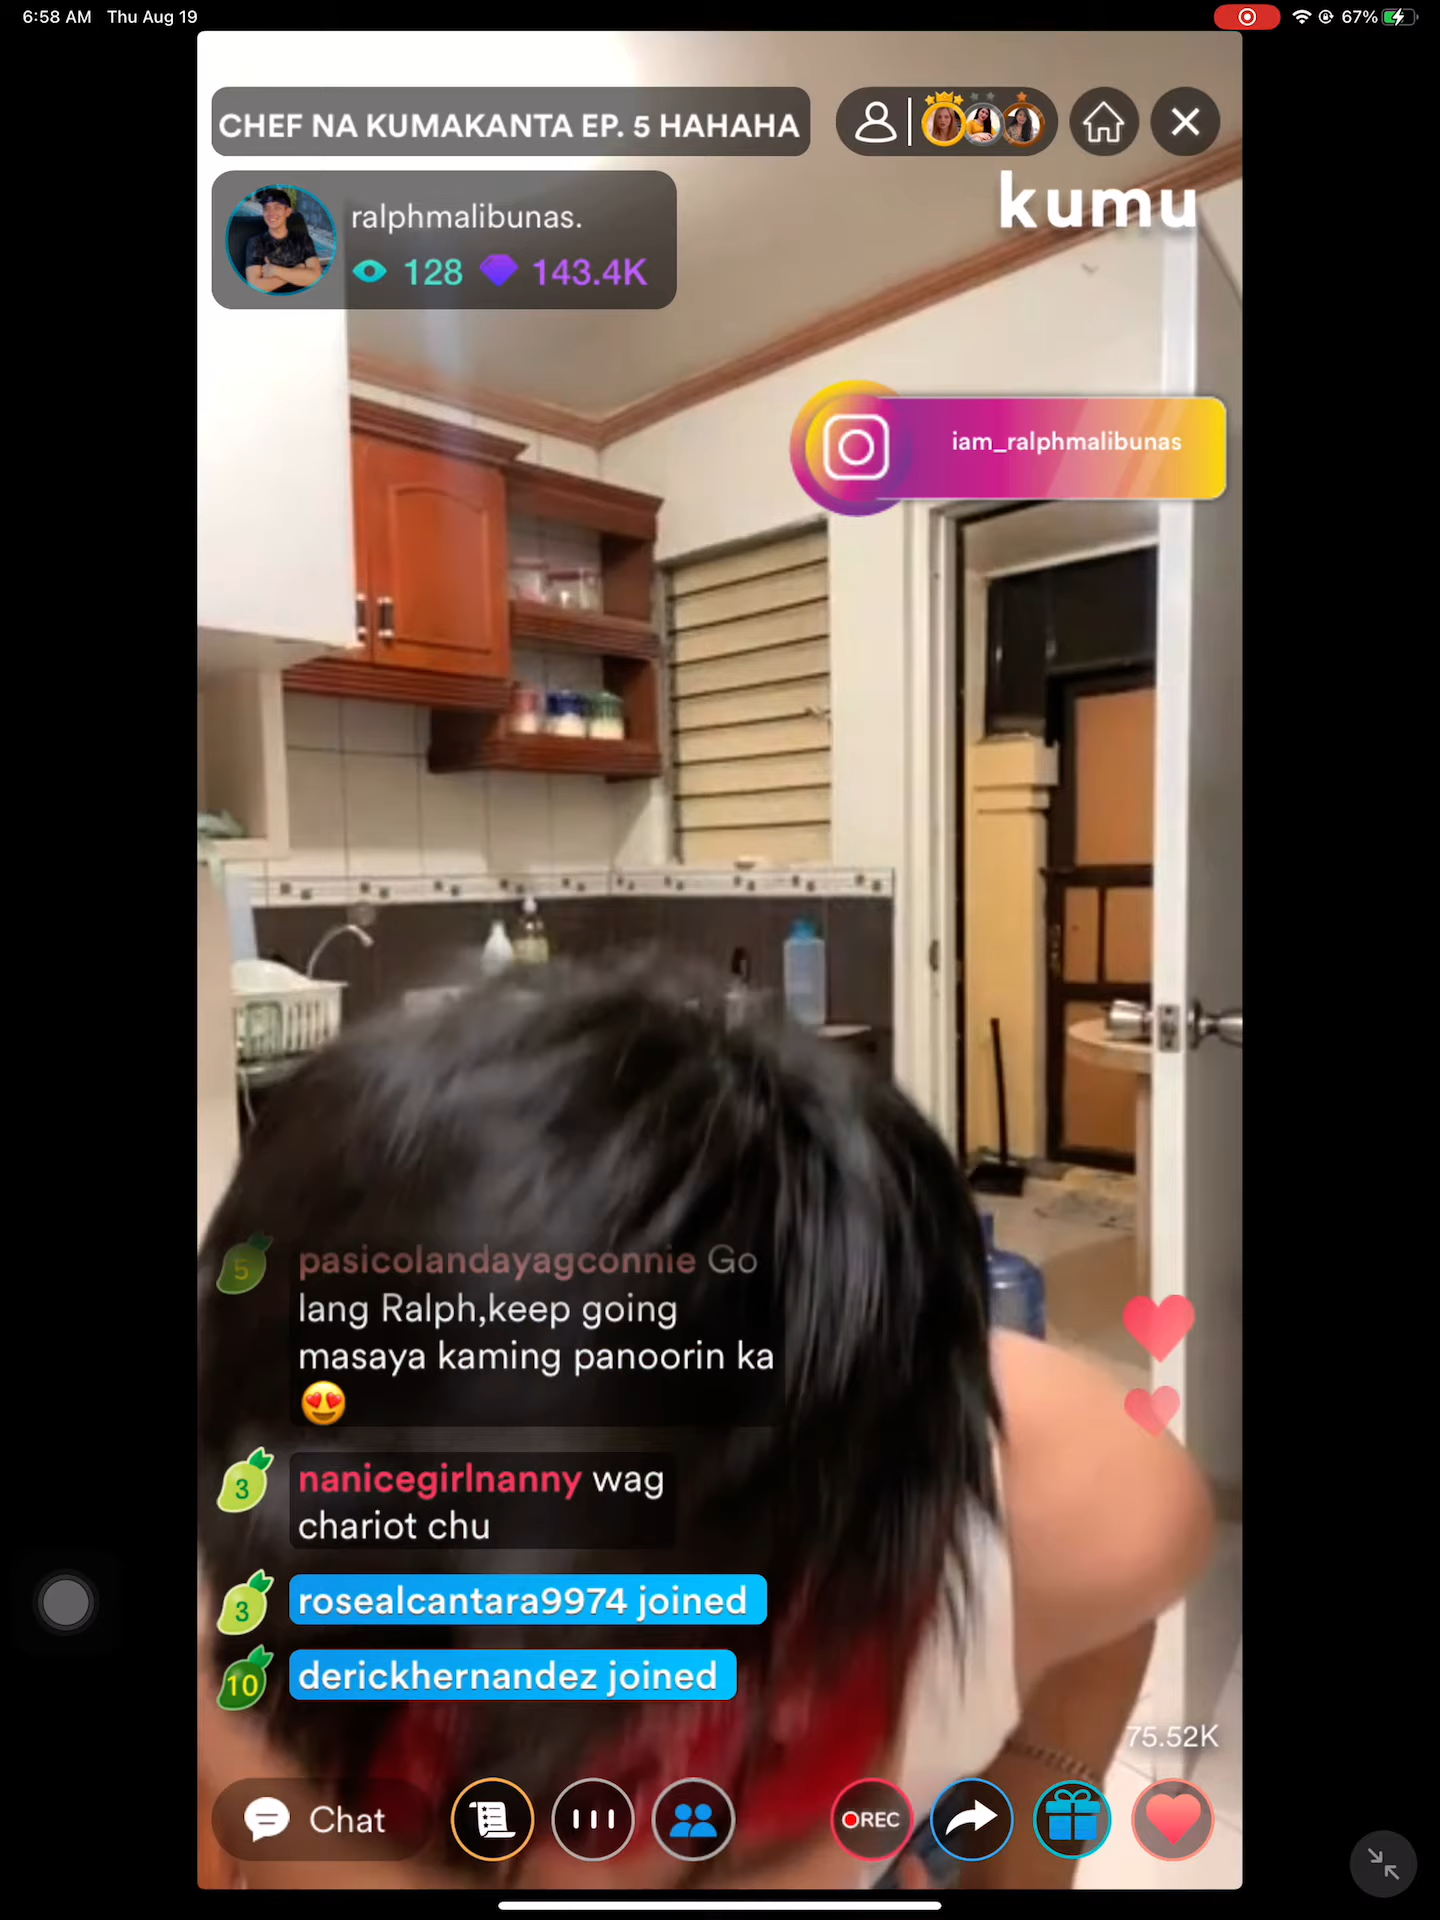 6:58 AM Thu Aug 19
67%
CHEF NA KUMAKANTA EP. 5 HAHAHA
ralphmalibunas.
128 143.4K
kumu
iam_ralphmalibunas
5 pasicolandayagconnie Go
lang Ralph,keep going
masaya kaming panoorin ka
😍
3 nanicegirlnanny wag
chariot chu
3 rosealcantara9974 joined
10 derickhernandez joined
75.52K
Chat
REC